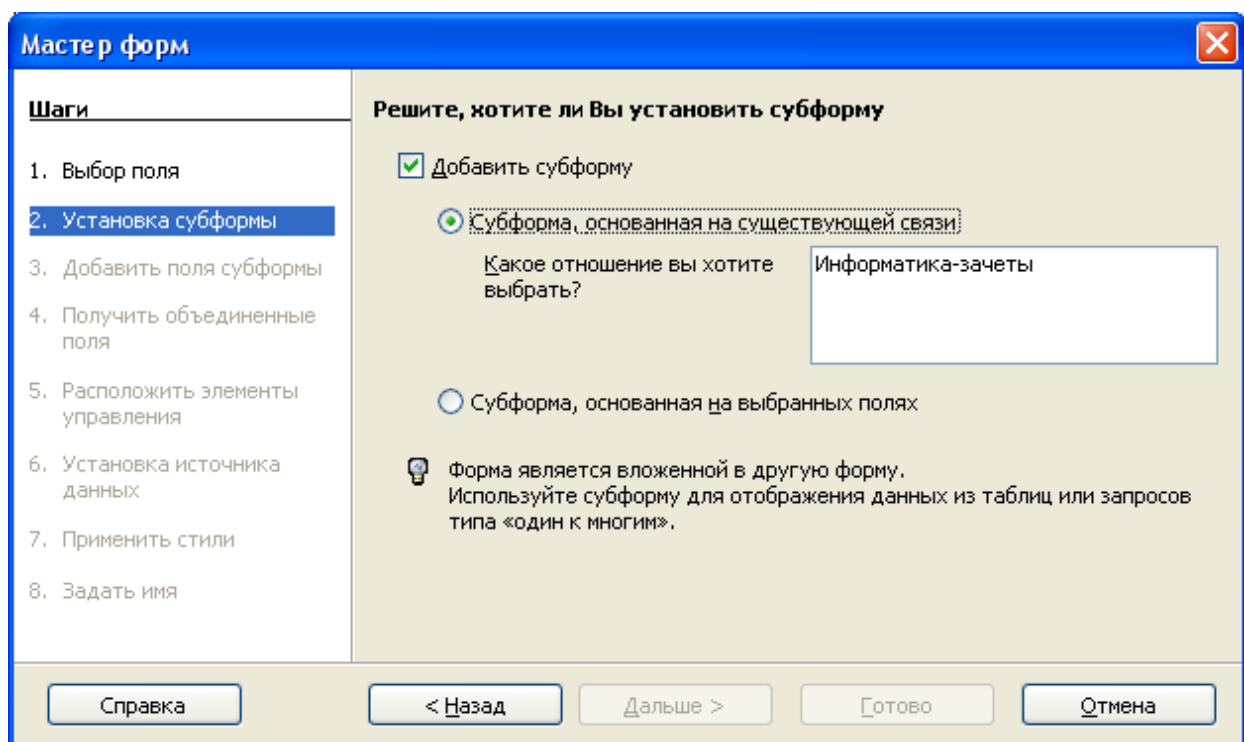 Мастер форм
Шаги
1. Выбор поля
2. Установка субформы
3. Добавить поля субформы
4. Получить объединенные
поля
5. Расположить элементы
управления
6. Установка источника
данных
7. Применить стили
8. Задать имя
Решите, хотите ли Вы установить субформу
Добавить субформу
Субформа, основанная на существующей связи
Какое отношение вы хотите
выбрать?
Информатика-зачеты
Субформа, основанная на выбранных полях
Форма является вложенной в другую форму.
Используйте субформу для отображения данных из таблиц или запросов
типа «один к многим».
Справка
< Назад
Дальше >
Готово
Отмена